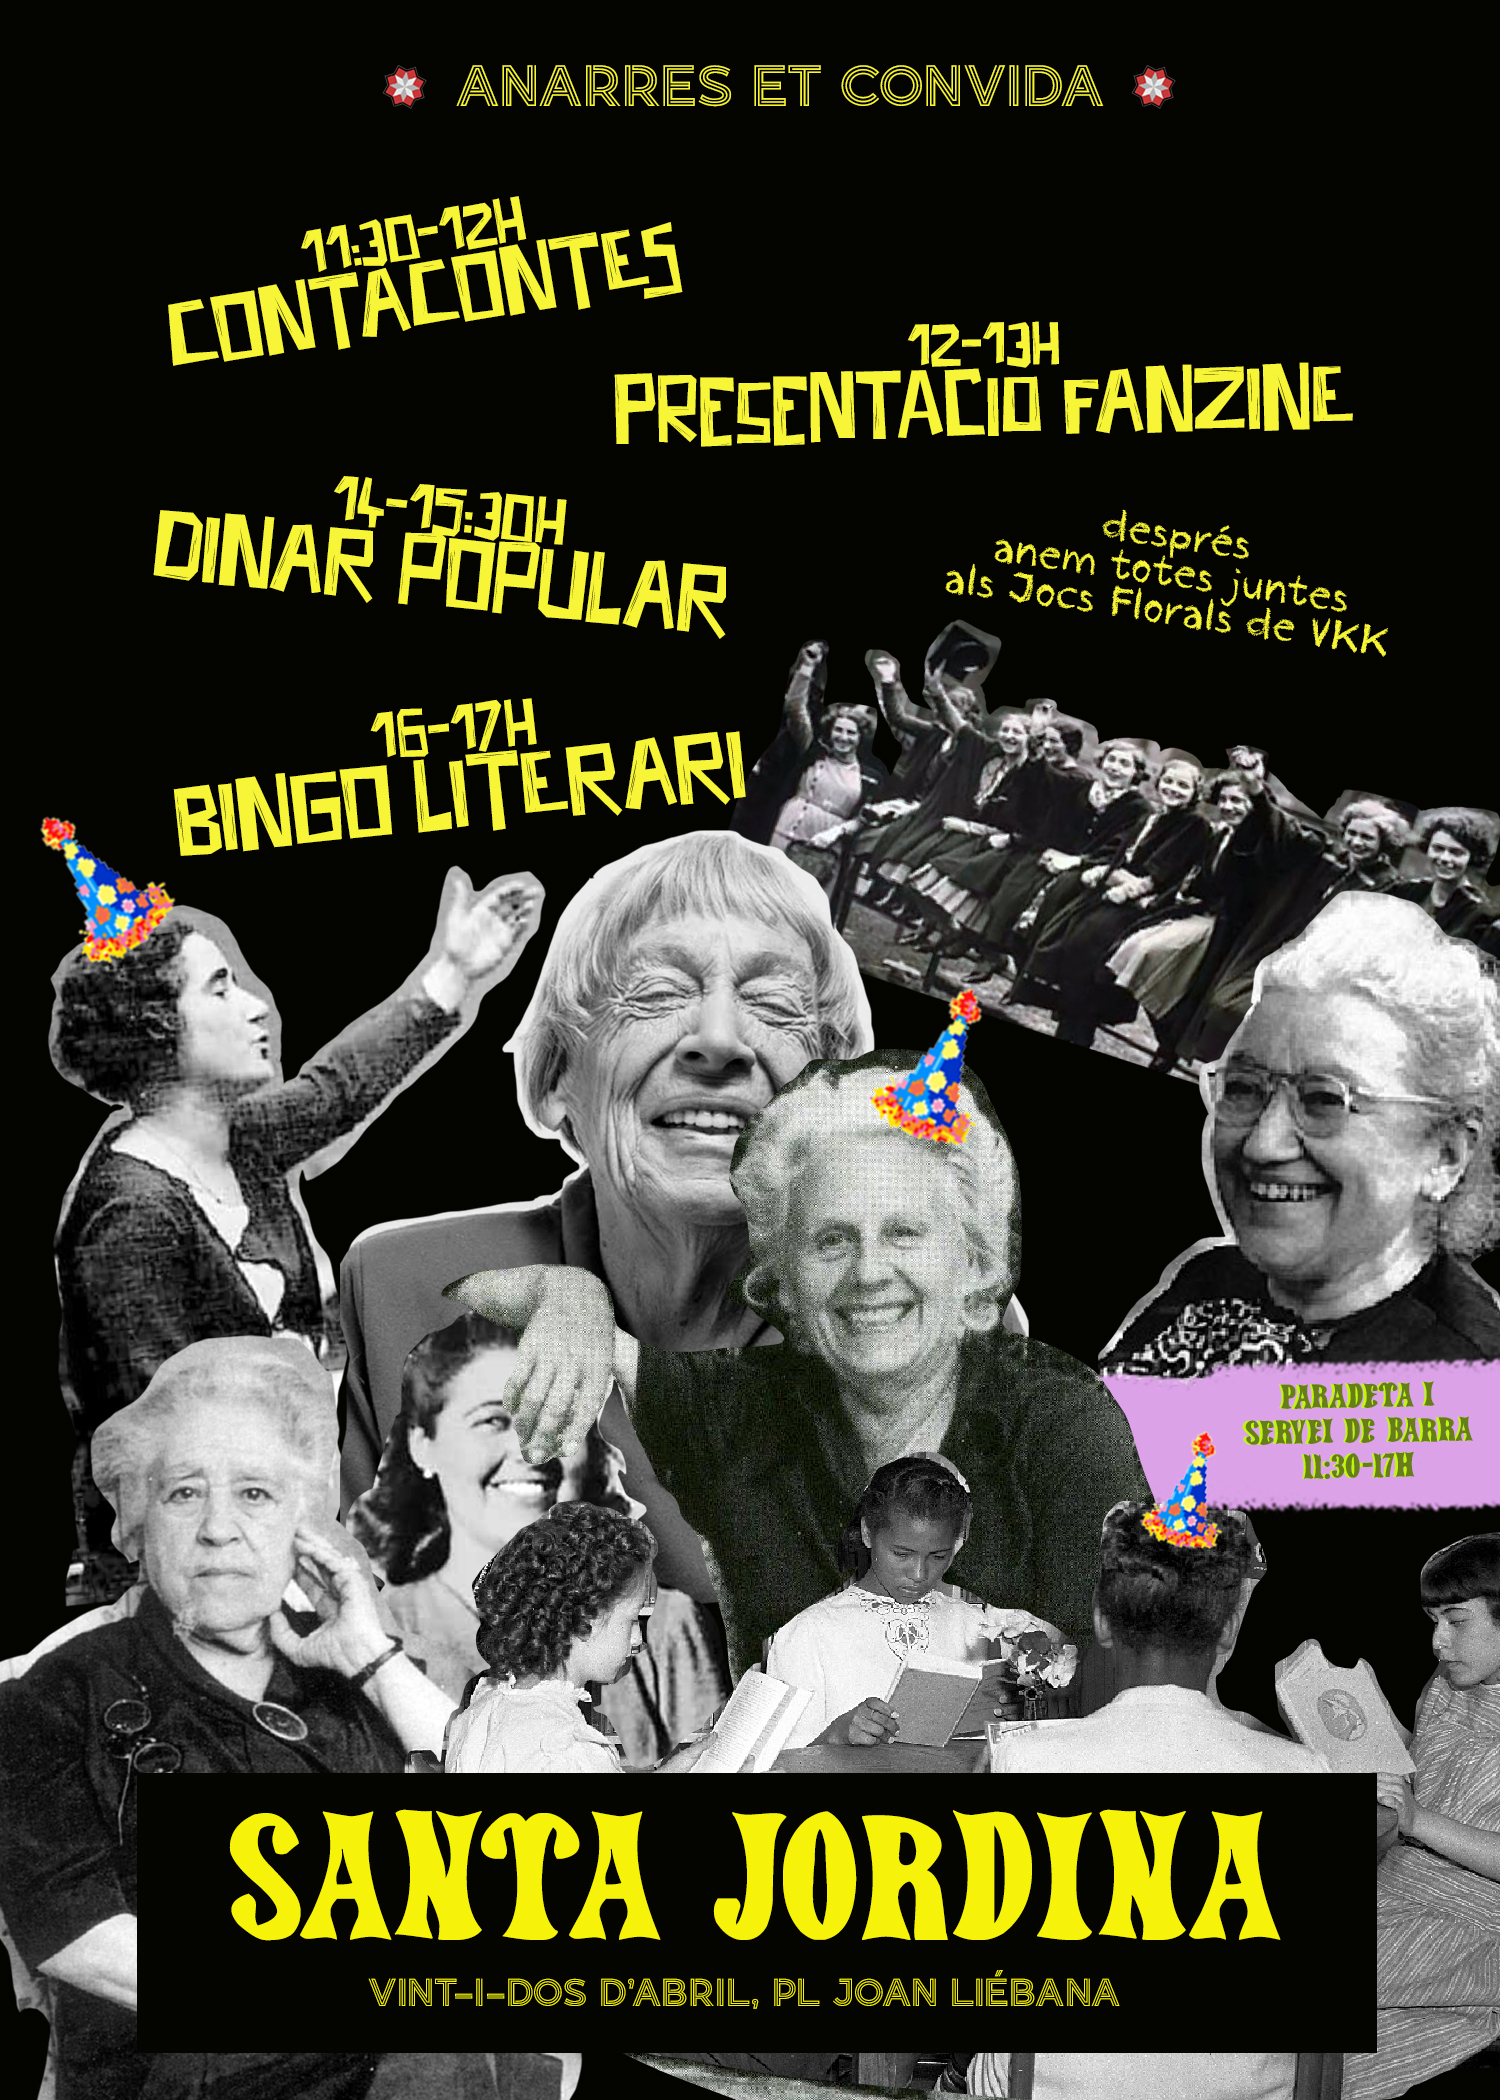 ANARRES ET CONVIDA
11:30-12H
CONTACONTES
12-13H
PRESENTACIO FANZINE
14-15:30H
DINAR POPULAR
després
anem totes juntes
als Jocs Florals de VKK
16-17H
BINGO LITERARI
PARADETA I
SERVEI DE BARRA
11:30-17H
SANTA JORDINA
VINT-I-DOS D'ABRIL, PL JOAN LIÉBANA